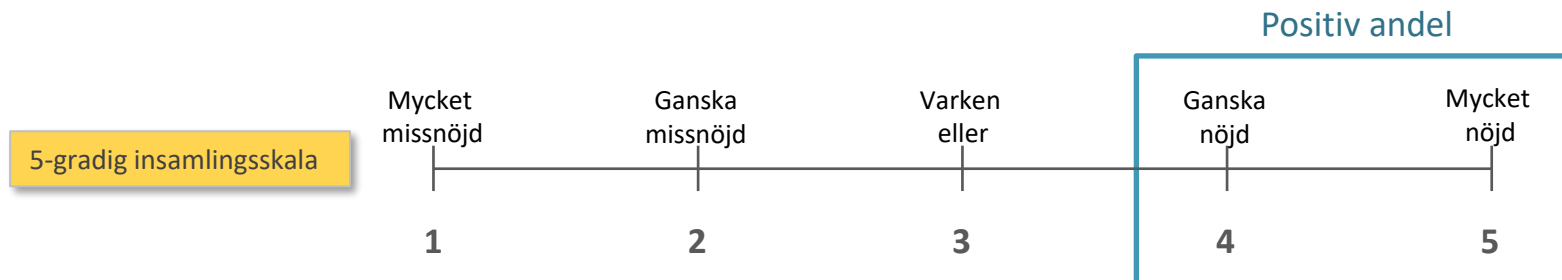 Positiv andel
Mycket
missnöjd
Ganska
missnöjd
Varken
eller
Ganska
nöjd
Mycket
nöjd
5-gradig insamlingsskala
1
2
3
4
5